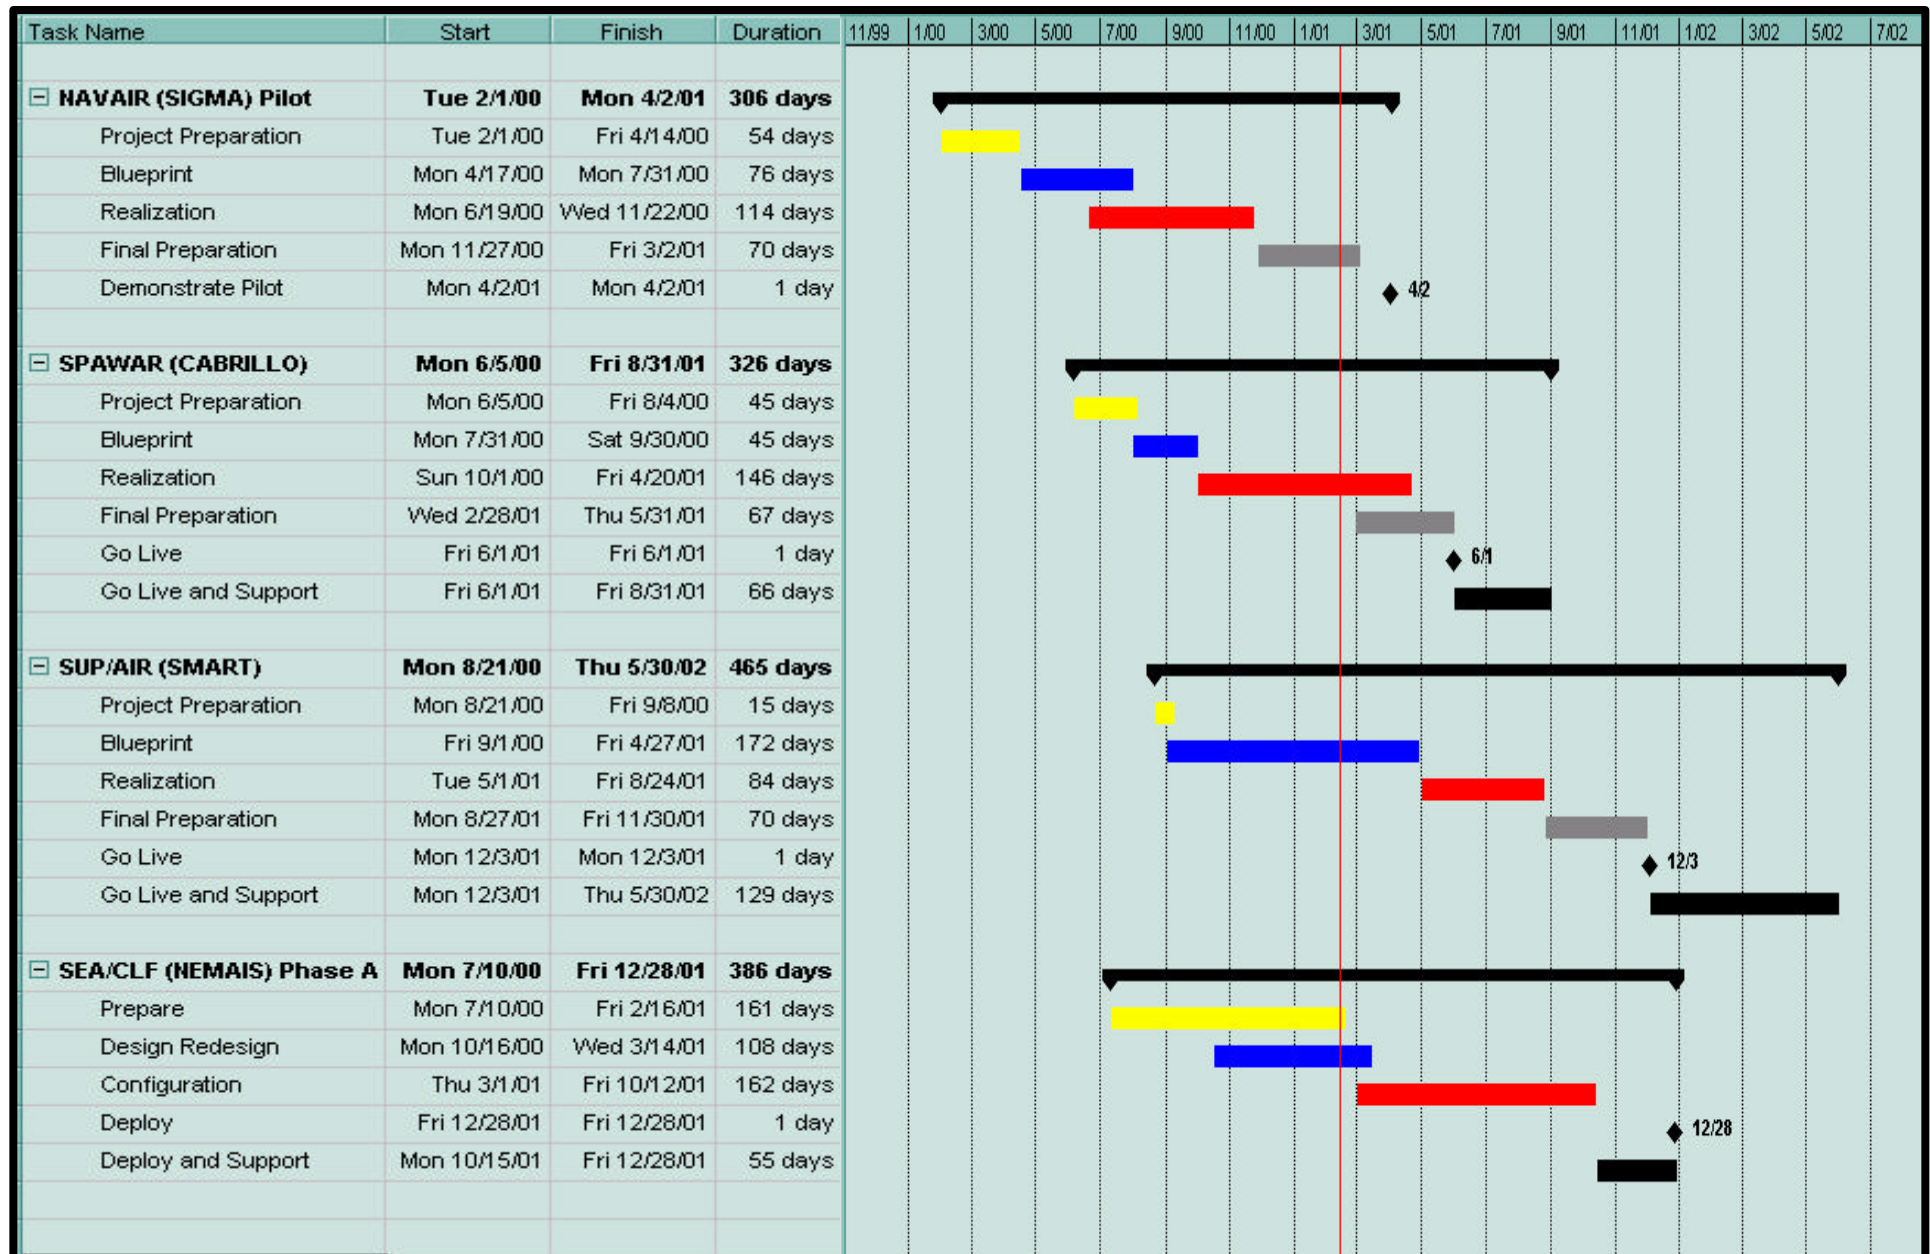 Task Name Start Finish Duration 11/99 1/00 3/00 5/00 7/00 9/00 11/00 1/01 3/01 5/01 7/01 9/01 11/01 1/02 3/02 5/02 7/02
NAVAIR (SIGMA) Pilot Tue 2/1/00 Mon 4/2/01 306 days
Project Preparation Tue 2/1/00 Fri 4/14/00 54 days
Blueprint Mon 4/17/00 Mon 7/31/00 76 days
Realization Mon 6/19/00 Wed 11/22/00 114 days
Final Preparation Mon 11/27/00 Fri 3/2/01 70 days
Demonstrate Pilot Mon 4/2/01 Mon 4/2/01 1 day 4/2
SPAWAR (CABRILLO) Mon 6/5/00 Fri 8/31/01 326 days
Project Preparation Mon 6/5/00 Fri 8/4/00 45 days
Blueprint Mon 7/31/00 Sat 9/30/00 45 days
Realization Sun 10/1/00 Fri 4/20/01 146 days
Final Preparation Wed 2/28/01 Thu 5/31/01 67 days
Go Live Fri 6/1/01 Fri 6/1/01 1 day 6/1
Go Live and Support Fri 6/1/01 Fri 8/31/01 66 days
SUP/AIR (SMART) Mon 8/21/00 Thu 5/30/02 465 days
Project Preparation Mon 8/21/00 Fri 9/8/00 15 days
Blueprint Fri 9/1/00 Fri 4/27/01 172 days
Realization Tue 5/1/01 Fri 8/24/01 84 days
Final Preparation Mon 8/27/01 Fri 11/30/01 70 days
Go Live Mon 12/3/01 Mon 12/3/01 1 day 12/3
Go Live and Support Mon 12/3/01 Thu 5/30/02 129 days
SEA/CLF (NEMAIS) Phase A Mon 7/10/00 Fri 12/28/01 386 days
Prepare Mon 7/10/00 Fri 2/16/01 161 days
Design Redesign Mon 10/16/00 Wed 3/14/01 108 days
Configuration Thu 3/1/01 Fri 10/12/01 162 days
Deploy Fri 12/28/01 Fri 12/28/01 1 day 12/28
Deploy and Support Mon 10/15/01 Fri 12/28/01 55 days